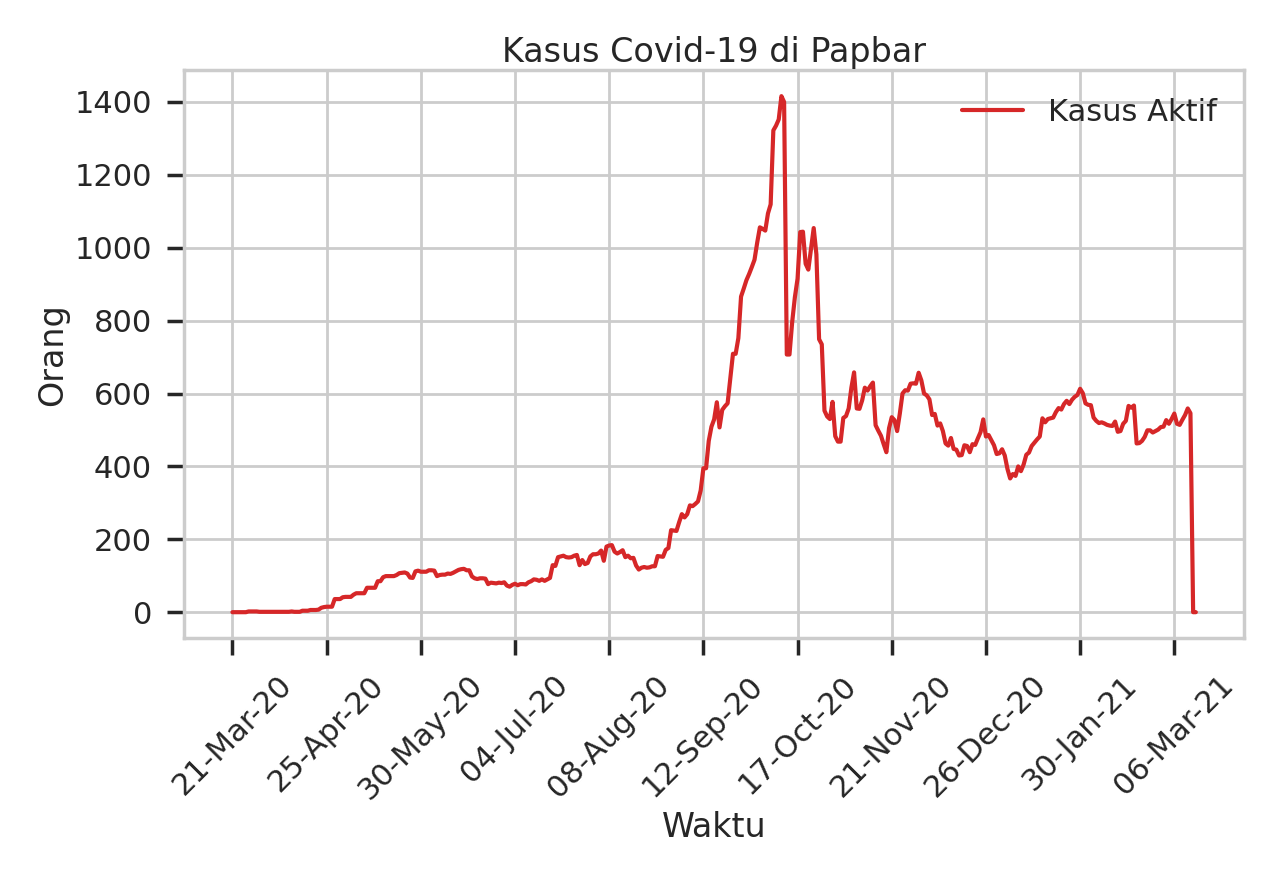 Kasus Covid-19 di Papbar
Kasus Aktif
1400
1200
1000
800
600
400
200
0
Orang
21-Mar-20
25-Apr-20
30-May-20
04-Jul-20
08-Aug-20
12-Sep-20
17-Oct-20
21-Nov-20
26-Dec-20
30-Jan-21
06-Mar-21
Waktu